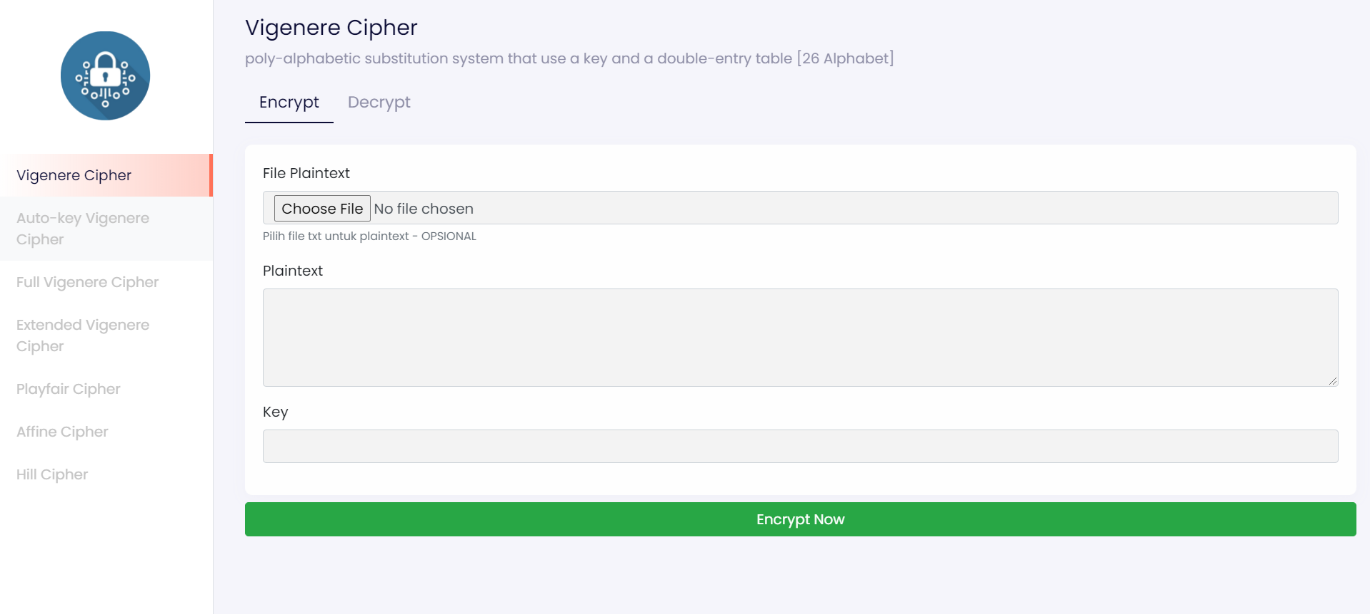 Vigenere Cipher
Auto-key Vigenere
Cipher
Full Vigenere Cipher
Extended Vigenere
Cipher
Playfair Cipher
Affine Cipher
Hill Cipher
Vigenere Cipher
poly-alphabetic substitution system that use a key and a double-entry table [26 Alphabet]
Encrypt Decrypt
File Plaintext
Choose File No file chosen
Pilih file txt untuk plaintext - OPSIONAL
Plaintext
Key
Encrypt Now